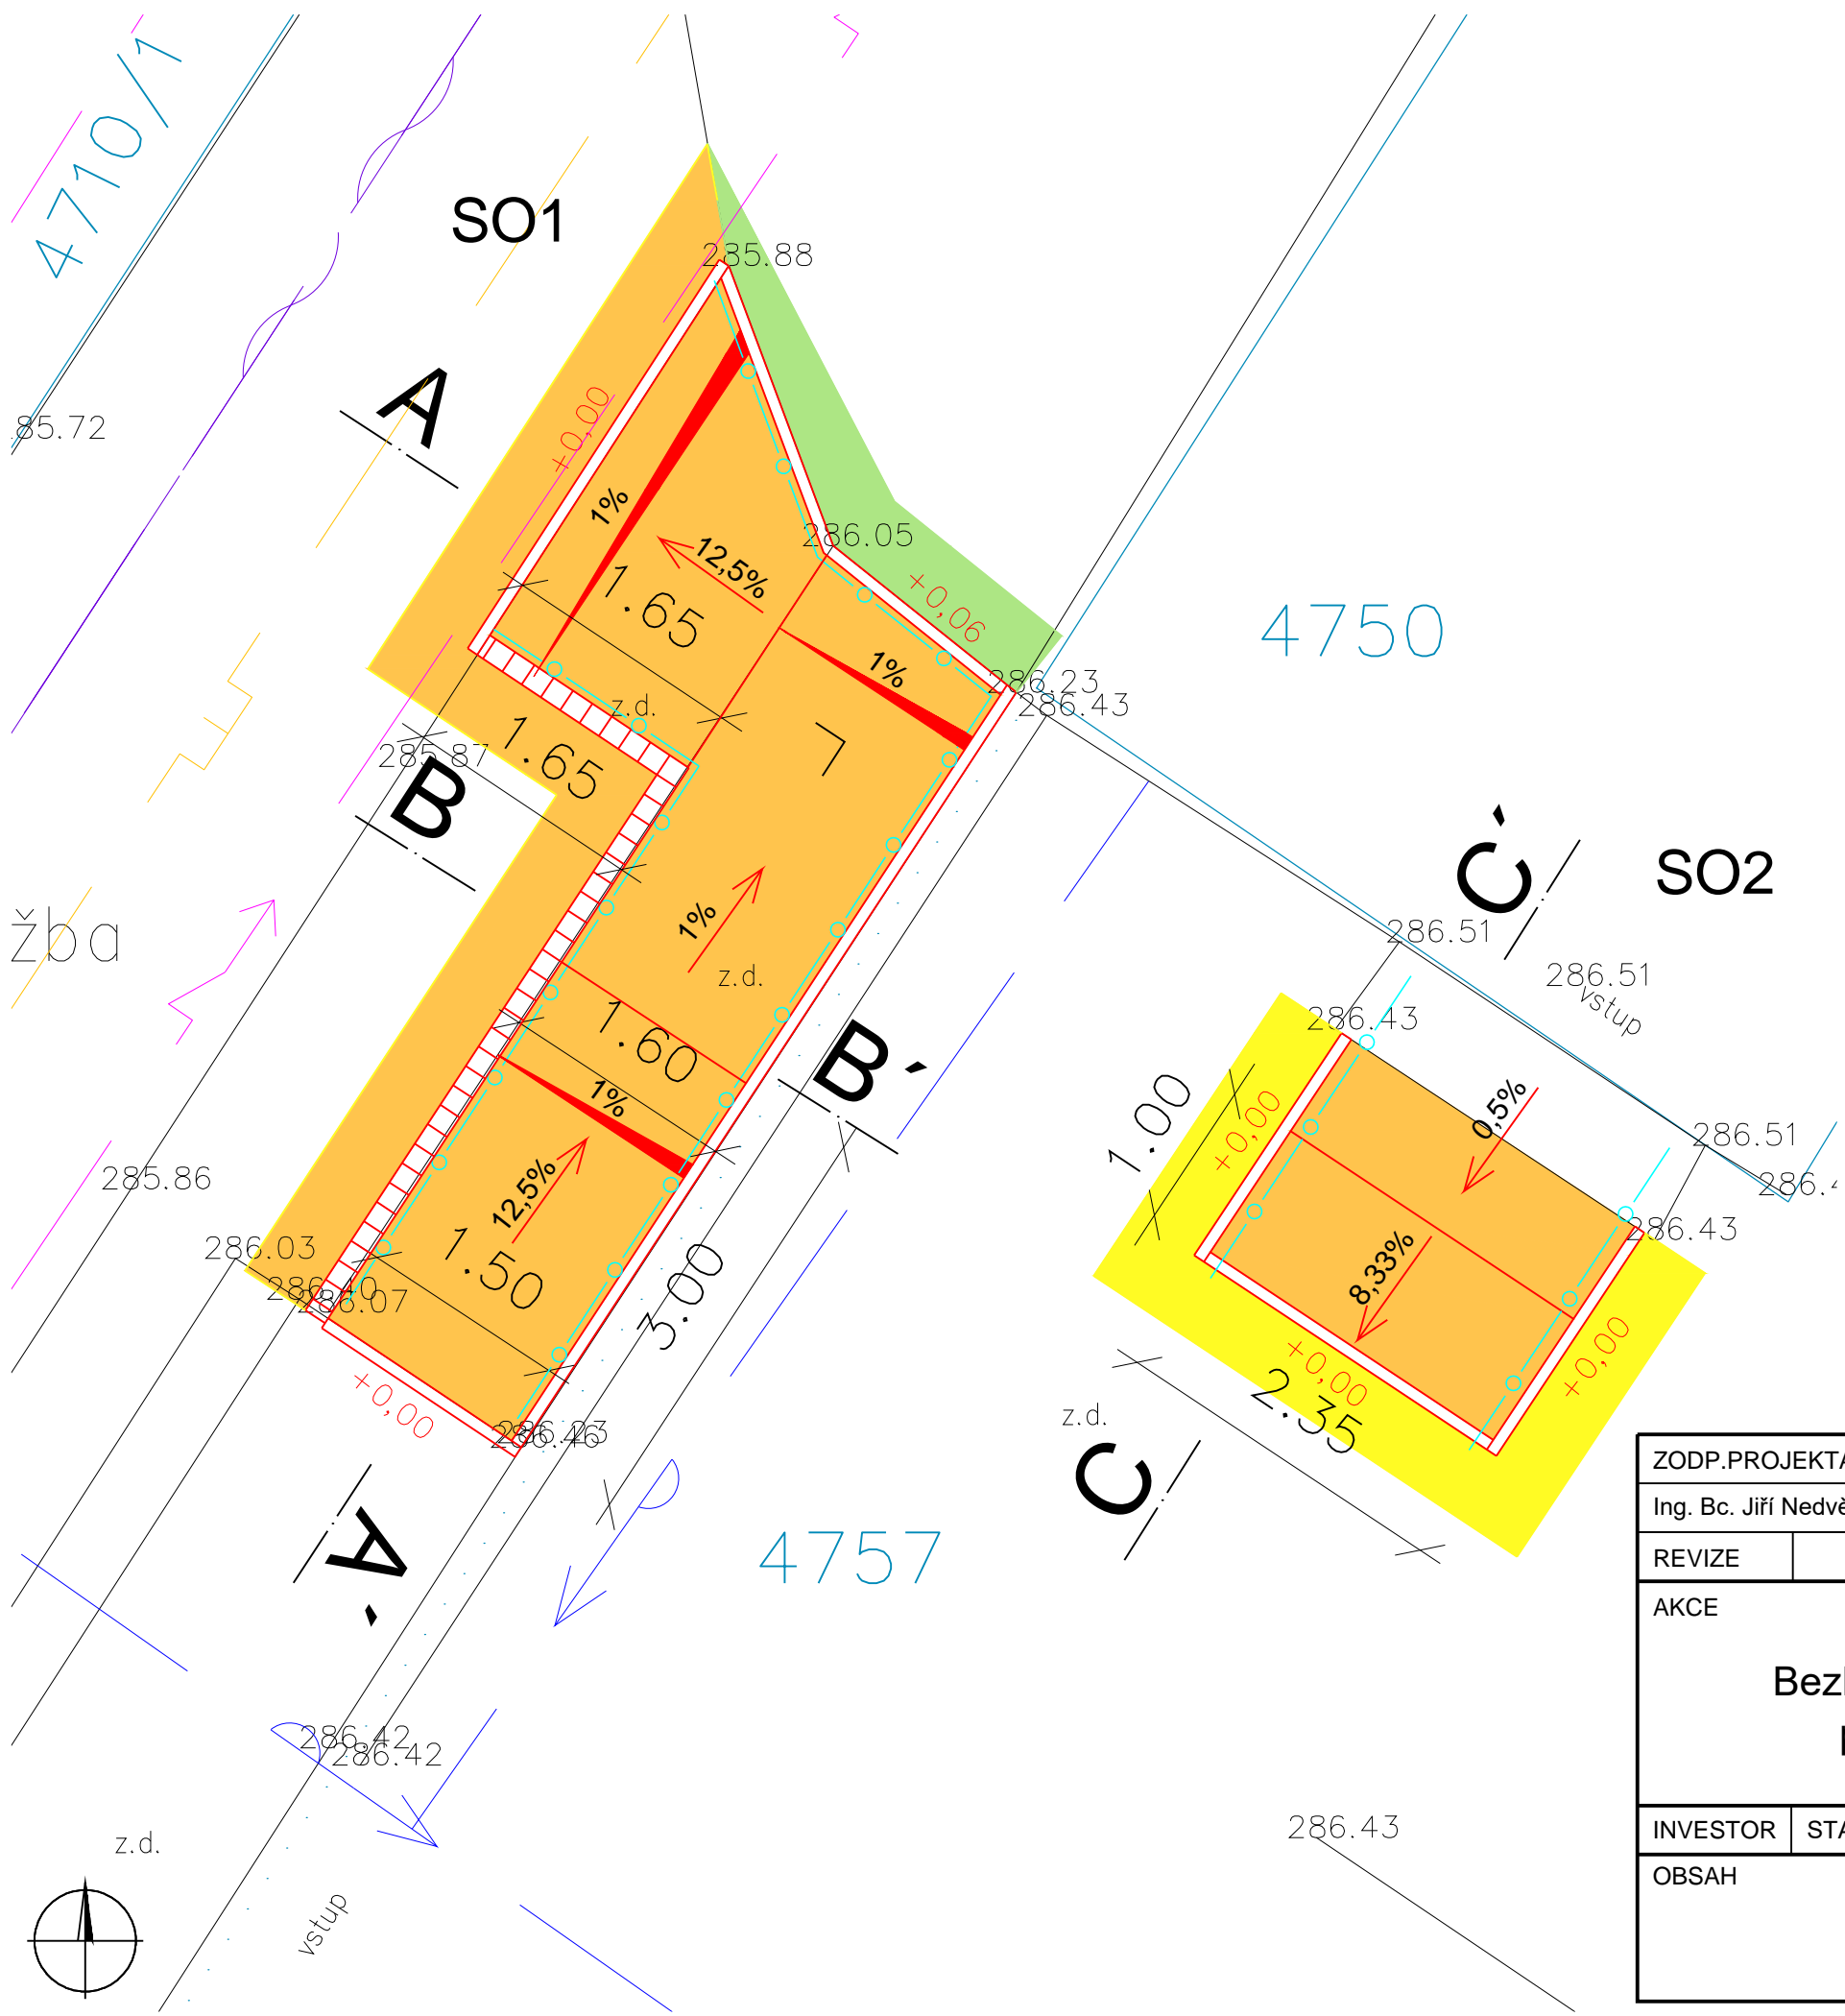 4710/1
SO1
285.88
A
+0,00
1%
85.72
12,5%
286.05
1.65
+0,06
4750
1%
286.23
286.43
z.d.
1.65
285.87
B
C´
SO2
286.51
286.51
vstup
žba
1%
z.d.
286.43
1.60
B´
1.00
+0,00
0,5%
1%
286.51
285.86
12,5%
286.43
286.03
1.50
8,33%
286.07
3.00
+0,00
+0,00
+0,00
2.35
z.d.
286.23
C
A´
4757
ZODP.PROJEKTA
Ing. Bc. Jiří Nedvě
REVIZE
AKCE
Bez
286.42
286.42
z.d.
286.43
INVESTOR
STA
OBSAH
vstup